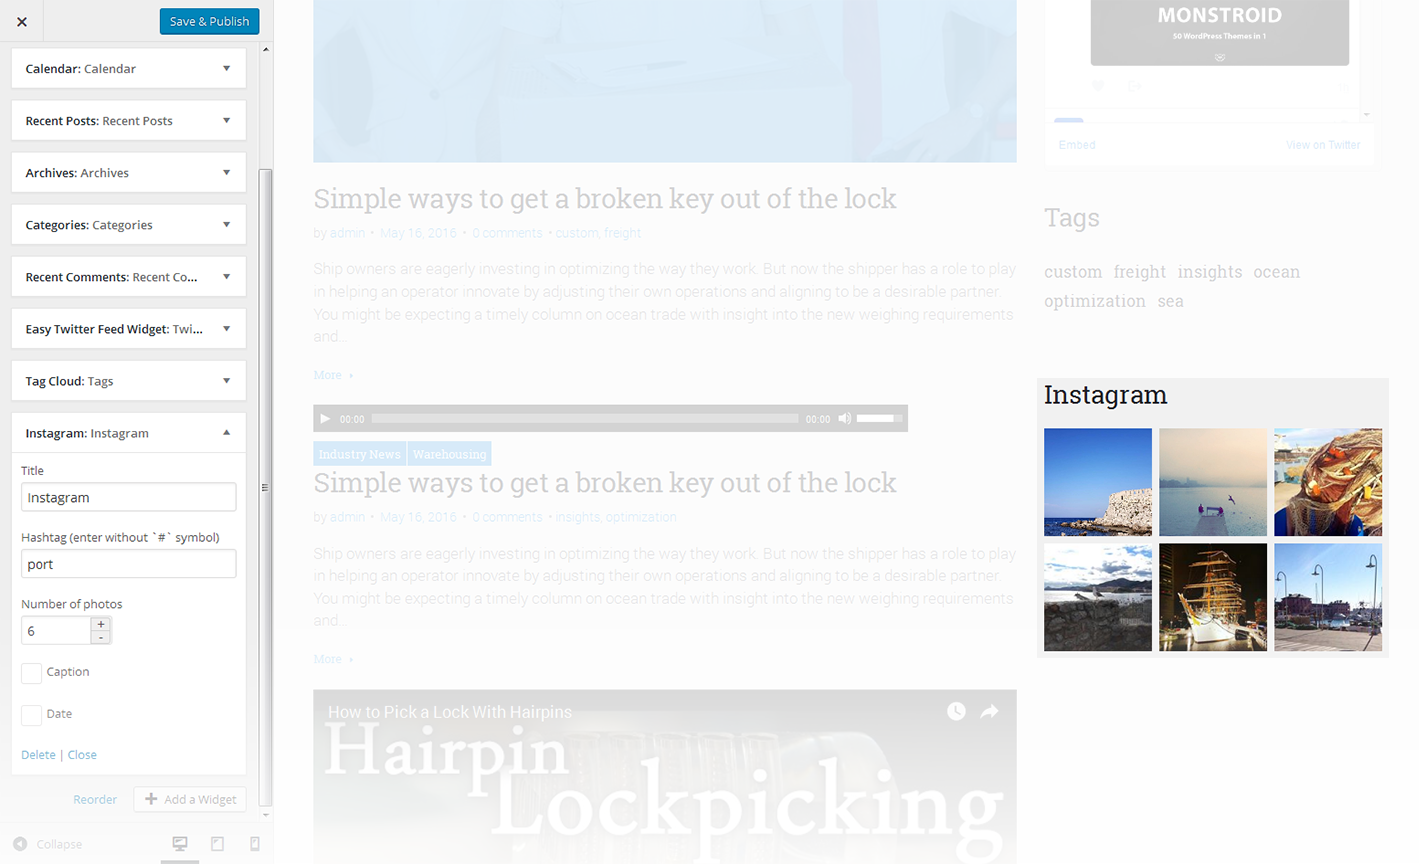 Save & Publish
Calendar: Calendar
Recent Posts: Recent Posts
Archives: Archives
Categories: Categories
Recent Comments: Recent Co...
Easy Twitter Feed Widget: Twi...
Tag Cloud: Tags
Instagram: Instagram
Title
Instagram
Hashtag (enter without `#` symbol)
port
Number of photos
6
+
-
Caption
Date
Delete | Close
Reorder
Add a Widget
Collapse
Simple ways to get a broken key out of the lock
by admin • May 16, 2016 • 0 comments • custom, freight
Ship owners are eagerly investing in optimizing the way they work. But now the shipper has a role to play
in helping an operator innovate by adjusting their own operations and aligning to be a desirable partner.
You might be expecting a timely column on ocean trade with insight into the new weighing requirements
and...
More
00:00
00:00
Industry News
Warehousing
Simple ways to get a broken key out of the lock
by admin • May 16, 2016 • 0 comments • insights, optimization
Ship owners are eagerly investing in optimizing the way they work. But now the shipper has a role to play
in helping an operator innovate by adjusting their own operations and aligning to be a desirable partner.
You might be expecting a timely column on ocean trade with insight into the new weighing requirements
and...
More
How to Pick a Lock With Hairpins
Hairpin
Lockpicking
MONSTROID
50 WordPress Themes in 1
Embed
View on Twitter
Tags
custom freight insights ocean
optimization sea
Instagram